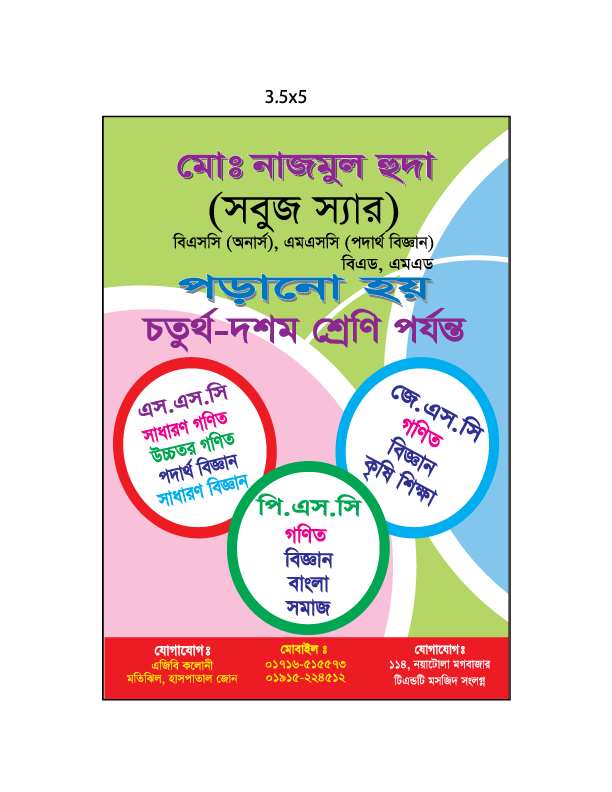 3.5x5
মোঃ নাজমুল হুদা
(সবুজ স্যার)
বিএসসি (অনার্স), এমএসসি (পদার্থ বিজ্ঞান)
বিএড, এমএড
পড়ানো হয়
চতুর্থ-দশম শ্রেণি পর্যন্ত
এস.এস.সি
সাধারণ গণিত
উচ্চতর গণিত
পদার্থ বিজ্ঞান
সাধারণ বিজ্ঞান
জে.এস.সি
গণিত
বিজ্ঞান
কৃষি শিক্ষা
পি.এস.সি
গণিত
বিজ্ঞান
বাংলা
সমাজ
যোগাযোগঃ
এজিবি কলোনী
মতিঝিল, হাসপাতাল জোন
মোবাইল ঃ
০১৭১৬-৫১৫৫৭৩
০১৯১৫-২২৪৫১২
যোগাযোগঃ
১১৪, নয়াটোলা মগবাজার
টিএন্ডটি মসজিদ সংলগ্ন